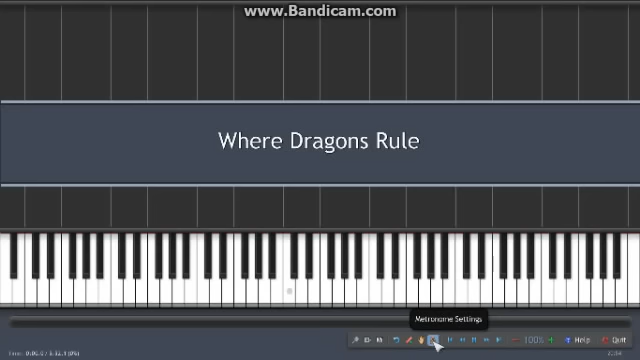 www.Bandicam.com
Where Dragons Rule
Metronome Settings
100% Help Quit